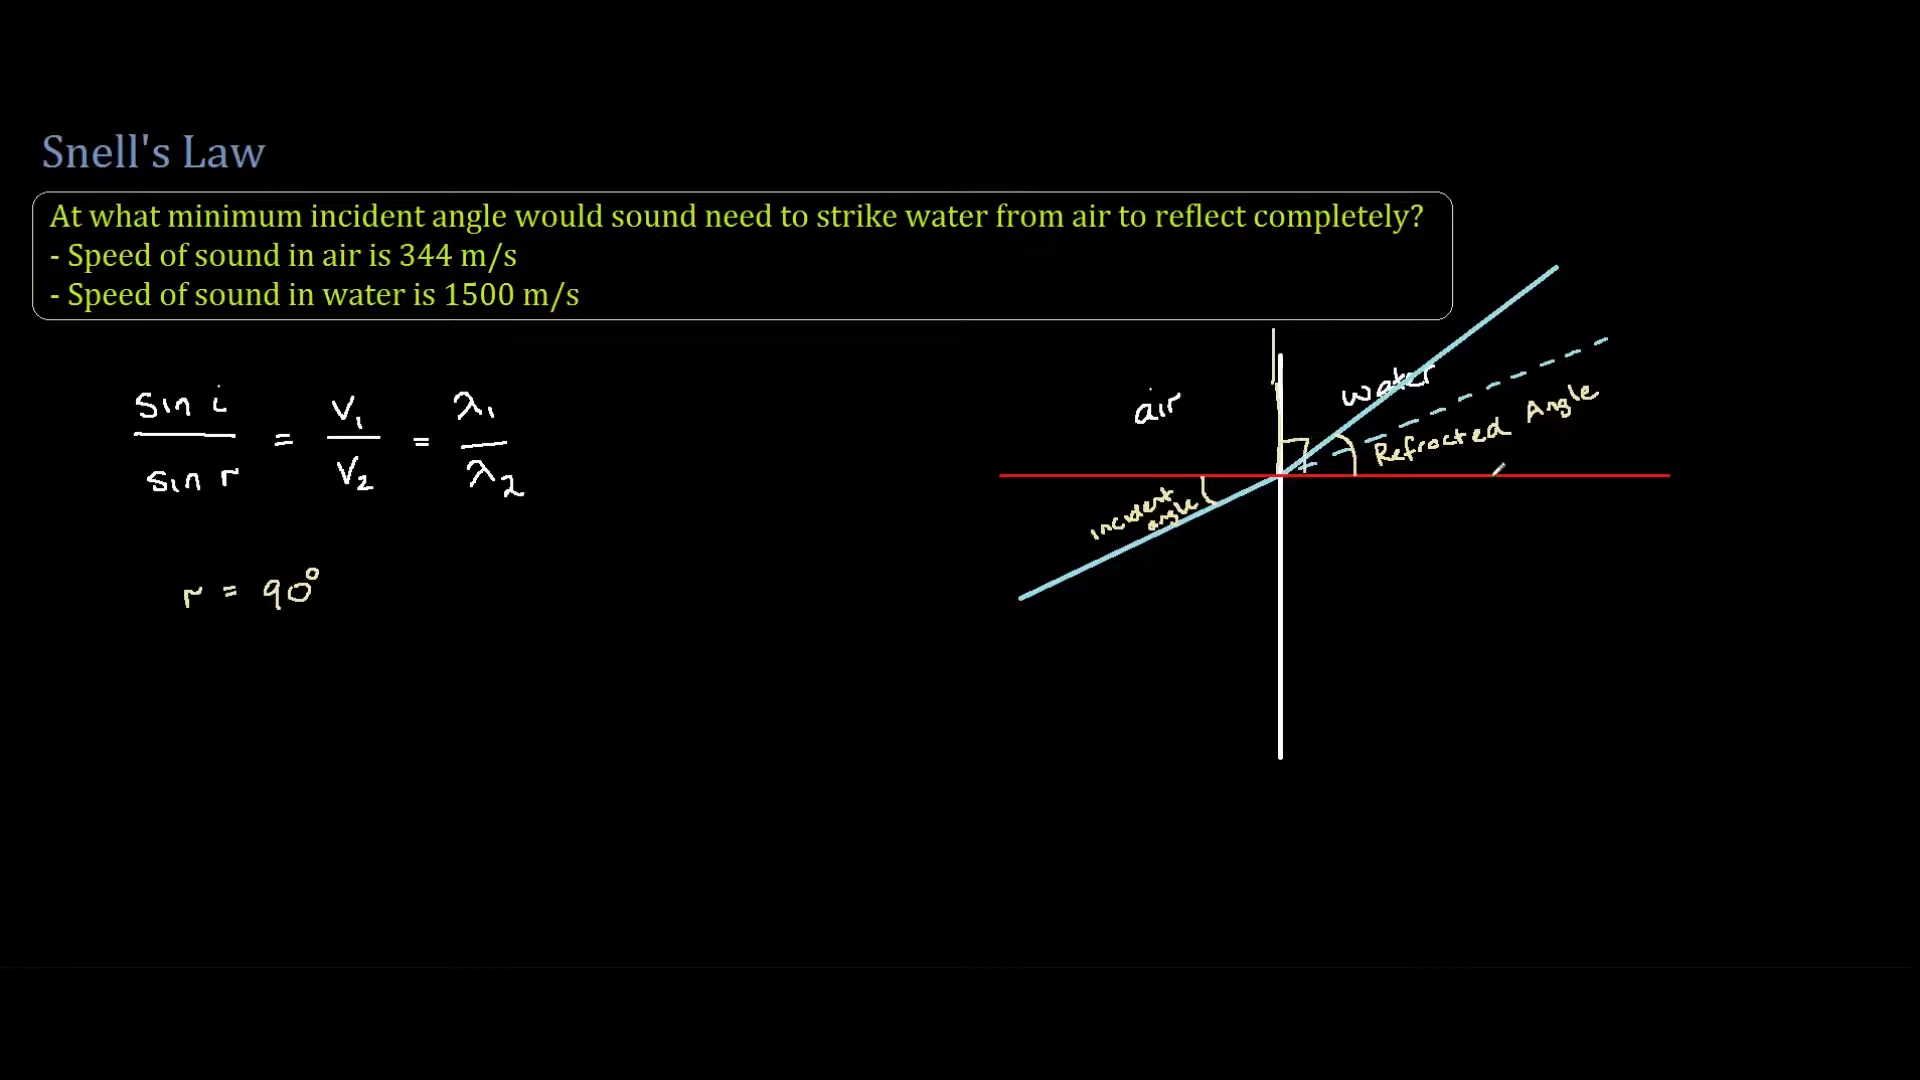 Snell's Law
At what minimum incident angle would sound need to strike water from air to reflect completely?
- Speed of sound in air is 344 m/s
- Speed of sound in water is 1500 m/s
sin i / sin r = V₁ / V₂ = λ₁ / λ₂
r = 90°
air
water
Refracted Angle
incident
angle